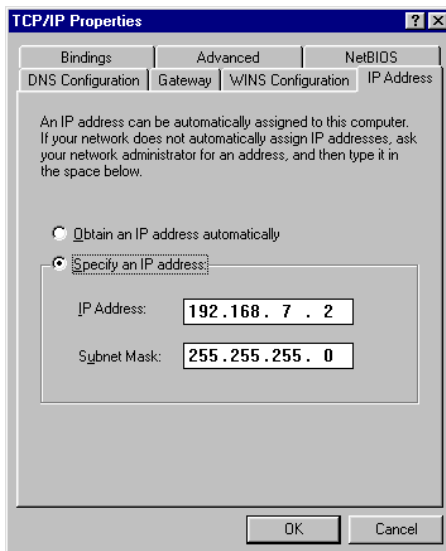 TCP/IP Properties
Bindings Advanced NetBIOS
DNS Configuration Gateway WINS Configuration IP Address
An IP address can be automatically assigned to this computer.
If your network does not automatically assign IP addresses, ask
your network administrator for an address, and then type it in
the space below.
Obtain an IP address automatically
Specify an IP address:
IP Address: 192.168. 7 . 2
Subnet Mask: 255.255.255. 0
OK Cancel